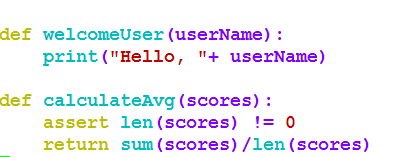 def welcomeUser(userName):
    print("Hello, "+ userName)
def calculateAvg(scores):
    assert len(scores) != 0
    return sum(scores)/len(scores)